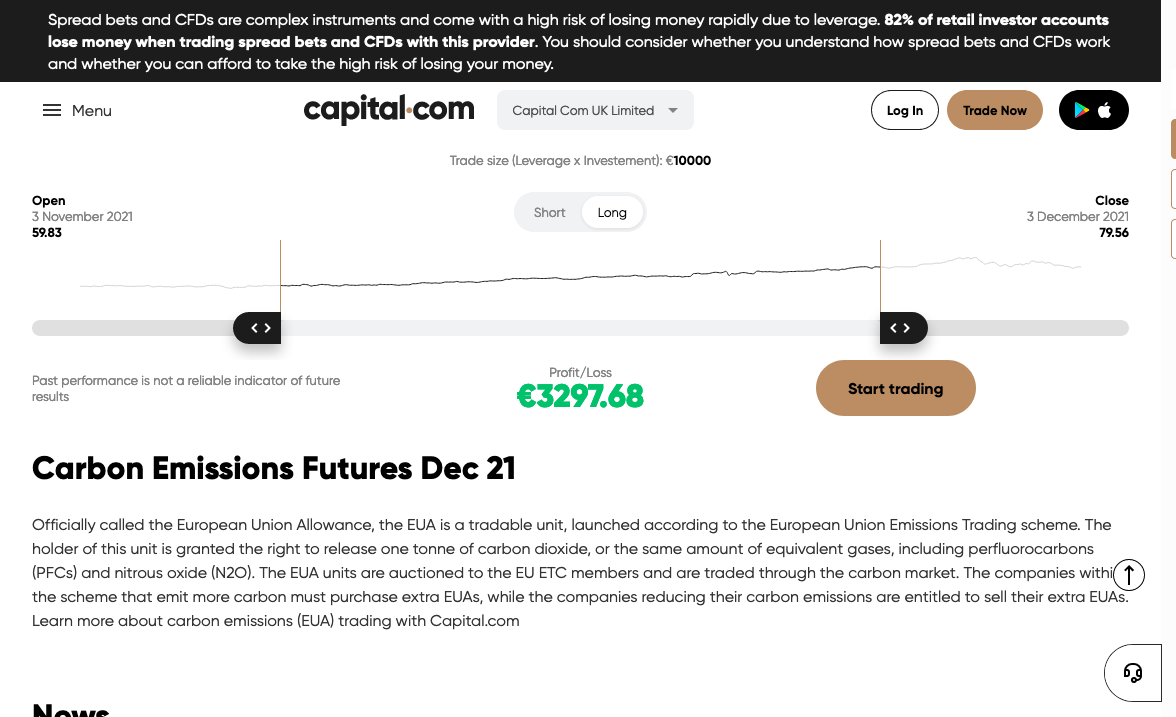 Spread bets and CFDs are complex instruments and come with a high risk of losing money rapidly due to leverage. 82% of retail investor accounts
lose money when trading spread bets and CFDs with this provider. You should consider whether you understand how spread bets and CFDs work
and whether you can afford to take the high risk of losing your money.
Menu
capital.com
Capital Com UK Limited
Log In
Trade Now
Trade size (Leverage x Investement): €10000
Open
3 November 2021
59.83
Short
Long
Close
3 December 2021
79.56
Past performance is not a reliable indicator of future
results
Profit/Loss
€3297.68
Start trading
Carbon Emissions Futures Dec 21
Officially called the European Union Allowance, the EUA is a tradable unit, launched according to the European Union Emissions Trading scheme. The
holder of this unit is granted the right to release one tonne of carbon dioxide, or the same amount of equivalent gases, including perfluorocarbons
(PFCs) and nitrous oxide (N2O). The EUA units are auctioned to the EU ETC members and are traded through the carbon market. The companies withi
the scheme that emit more carbon must purchase extra EUAs, while the companies reducing their carbon emissions are entitled to sell their extra EUAs.
Learn more about carbon emissions (EUA) trading with Capital.com
News